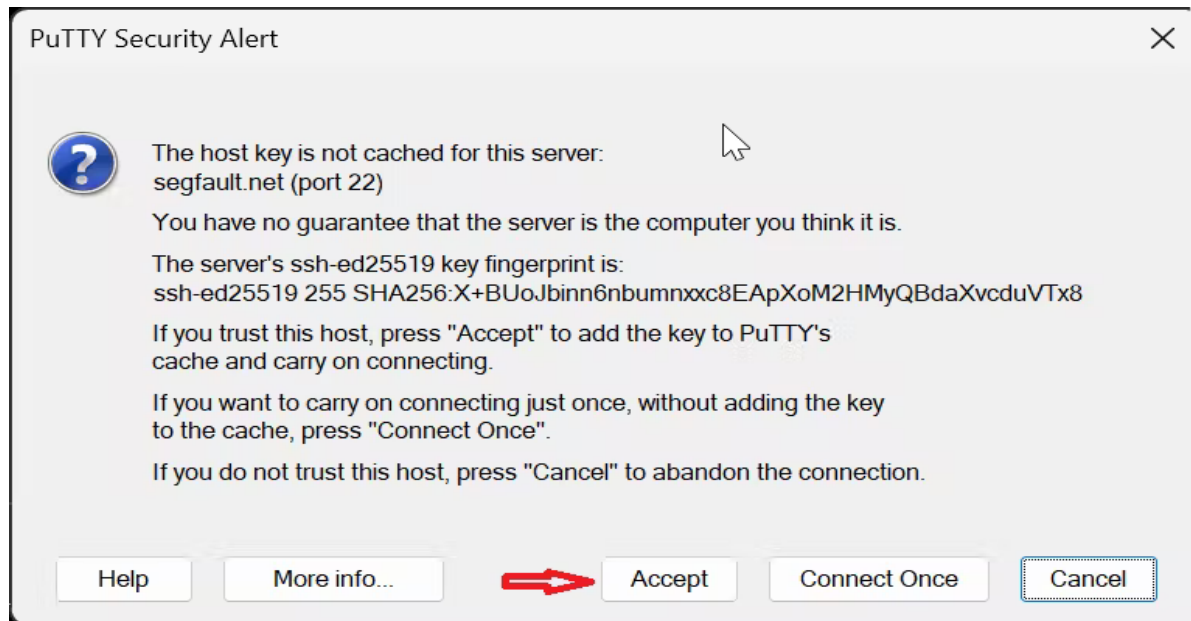 PuTTY Security Alert
The host key is not cached for this server:
segfault.net (port 22)
You have no guarantee that the server is the computer you think it is.
The server's ssh-ed25519 key fingerprint is:
ssh-ed25519 255 SHA256:X+BUoJbinn6nbumnxxc8EApXoM2HMyQBdaXvcduVTx8
If you trust this host, press "Accept" to add the key to PuTTY's
cache and carry on connecting.
If you want to carry on connecting just once, without adding the key
to the cache, press "Connect Once".
If you do not trust this host, press "Cancel" to abandon the connection.
Help More info... Accept Connect Once Cancel